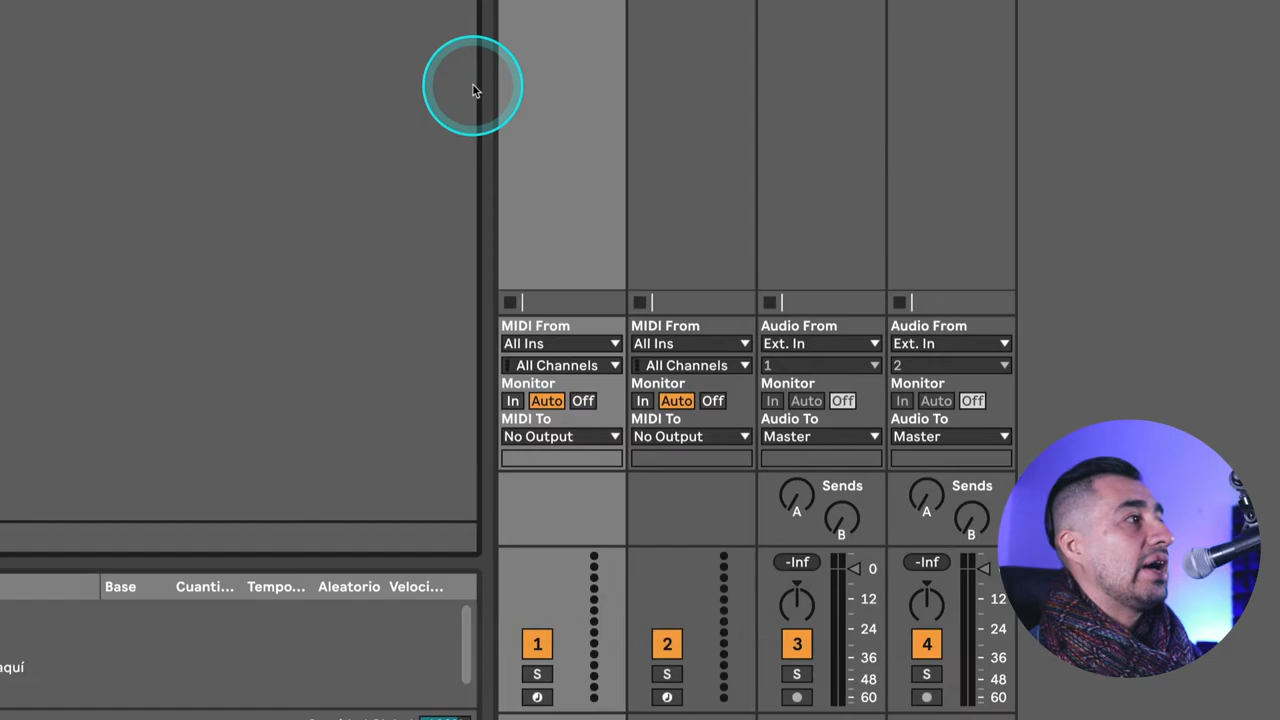 MIDI From MIDI From Audio From Audio From
All Ins All Ins Ext. In Ext. In
All Channels All Channels 1 2
Monitor Monitor Monitor Monitor
In Auto Off In Auto Off In Auto Off In Auto Off
MIDI To MIDI To Audio To Audio To
No Output No Output Master Master
Sends Sends
A A
B B
-Inf -Inf
0
12 12
24 24
36 36
48 48
60 60
1 2 3 4
S S S S
Base Cuanti... Tempo... Aleatorio Veloci...
aquí